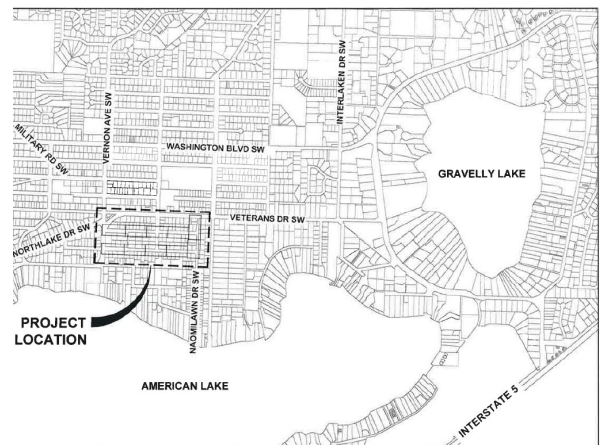 INTERLAKEN DR SW
VERNON AVE SW
MILITARY RD SW
WASHINGTON BLVD SW
GRAVELLY LAKE
VETERANS DR SW
NORTHLAKE DR SW
NAOMILAWN DR SW
PROJECT
LOCATION
AMERICAN LAKE
INTERSTATE 5